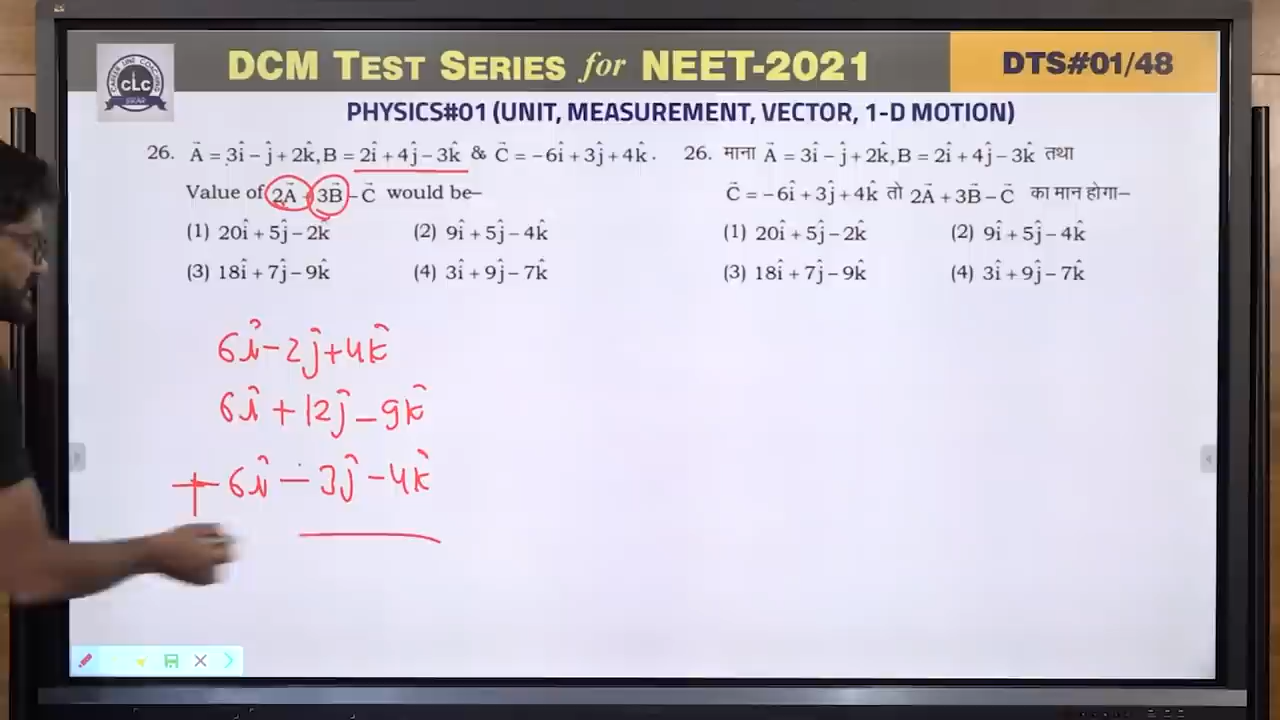 DCM TEST SERIES for NEET-2021
DTS#01/48
CLC
PHYSICS#01 (UNIT, MEASUREMENT, VECTOR, 1-D MOTION)
26. A⃗ = 3î − ĵ + 2k̂, B = 2î + 4ĵ − 3k̂ & C⃗ = −6î + 3ĵ + 4k̂.
Value of 2A⃗ + 3B⃗ − C⃗ would be–
(1) 20î + 5ĵ − 2k̂ (2) 9î + 5ĵ − 4k̂
(3) 18î + 7ĵ − 9k̂ (4) 3î + 9ĵ − 7k̂
26. माना A⃗ = 3î − ĵ + 2k̂, B = 2î + 4ĵ − 3k̂ तथा
C⃗ = −6î + 3ĵ + 4k̂ तो 2A⃗ + 3B⃗ − C⃗ का मान होगा–
(1) 20î + 5ĵ − 2k̂ (2) 9î + 5ĵ − 4k̂
(3) 18î + 7ĵ − 9k̂ (4) 3î + 9ĵ − 7k̂
6î − 2ĵ + 4k̂
6î + 12ĵ − 9k̂
+ 6î − 3ĵ − 4k̂